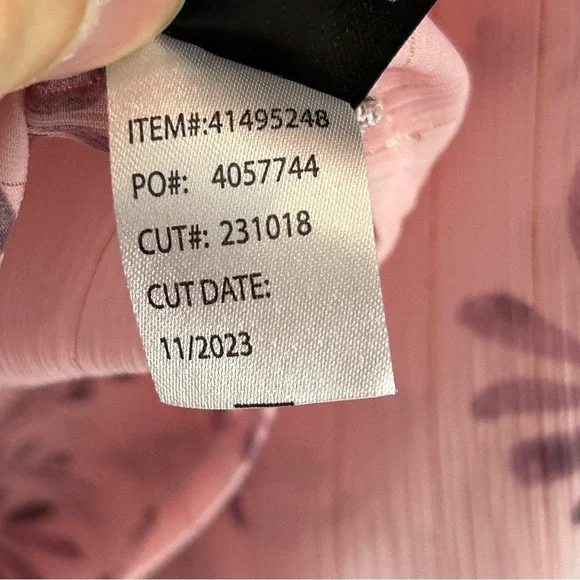 ITEM#:41495248
PO#: 4057744
CUT#: 231018
CUT DATE:
11/2023